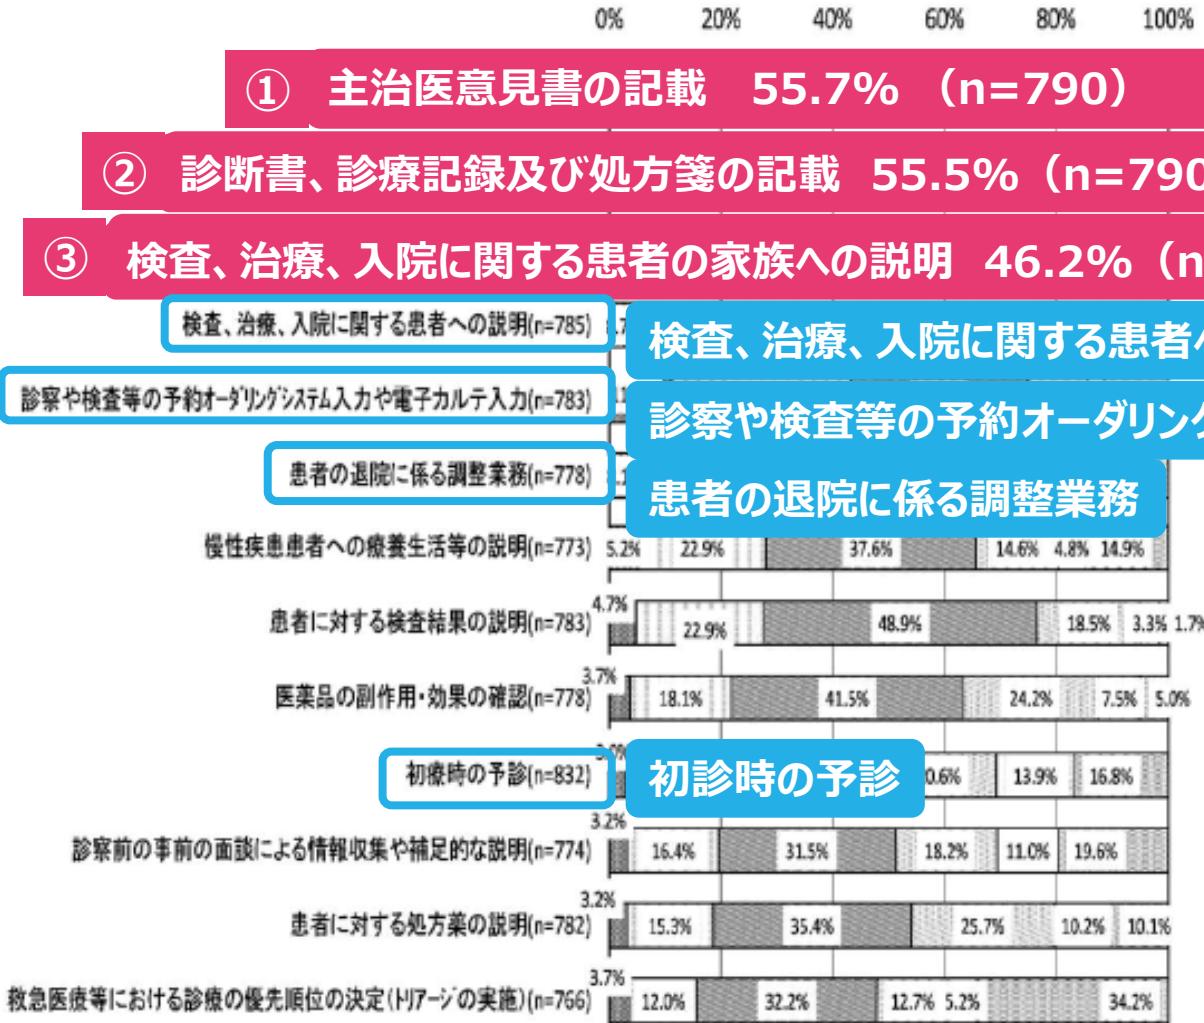 0% 20% 40% 60% 80% 100%
① 主治医意見書の記載 55.7% （n=790）
② 診断書、診療記録及び処方箋の記載 55.5%（n=790
③ 検査、治療、入院に関する患者の家族への説明 46.2%（n
検査、治療、入院に関する患者への説明(n=785)
検査、治療、入院に関する患者
診察や検査等の予約オーダリングシステム入力や電子カルテ入力(n=783)
診察や検査等の予約オーダリング
患者の退院に係る調整業務(n=778)
患者の退院に係る調整業務
慢性疾患患者への療養生活等の説明(n=773) 5.2% 22.9% 37.6% 14.6% 4.8% 14.9%
患者に対する検査結果の説明(n=783) 4.7% 22.9% 48.9% 18.5% 3.3% 1.7%
医薬品の副作用・効果の確認(n=778) 3.7% 18.1% 41.5% 24.2% 7.5% 5.0%
初療時の予診(n=832) 初診時の予診 0.6% 13.9% 16.8%
診察前の事前の面談による情報収集や補足的な説明(n=774) 3.2% 16.4% 31.5% 18.2% 11.0% 19.6%
患者に対する処方薬の説明(n=782) 3.2% 15.3% 35.4% 25.7% 10.2% 10.1%
救急医療等における診療の優先順位の決定(トリアージの実施)(n=766) 3.7% 12.0% 32.2% 12.7% 5.2% 34.2%